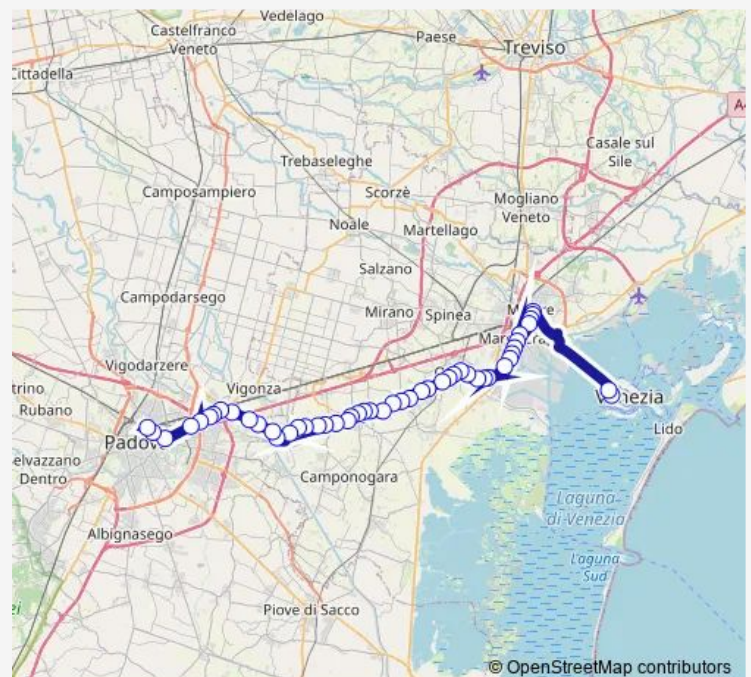 Vedelago
Castelfranco
Veneto
Paese
Treviso
Cittadella
A
Casale sul
Sile
Trebaseleghe
Camposampiero
Scorzè
Mogliano
Veneto
Noale
Martellago
Salzano
Campodarsego
Mirano
Spinea
Vigodarzere
Vigonza
Rubano
Venezia
Lido
Padov
elvazzano
Dentro
Camponogara
Laguna
di Venezia
Albignasego
Laguna
Sud
Piove di Sacco
© OpenStreetMap contributors